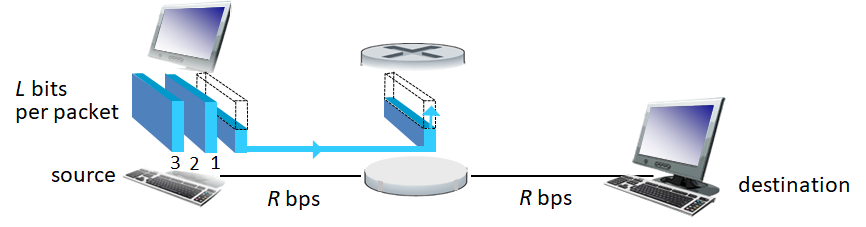 L bits
per packet
3 2 1
source
R bps
R bps
destination